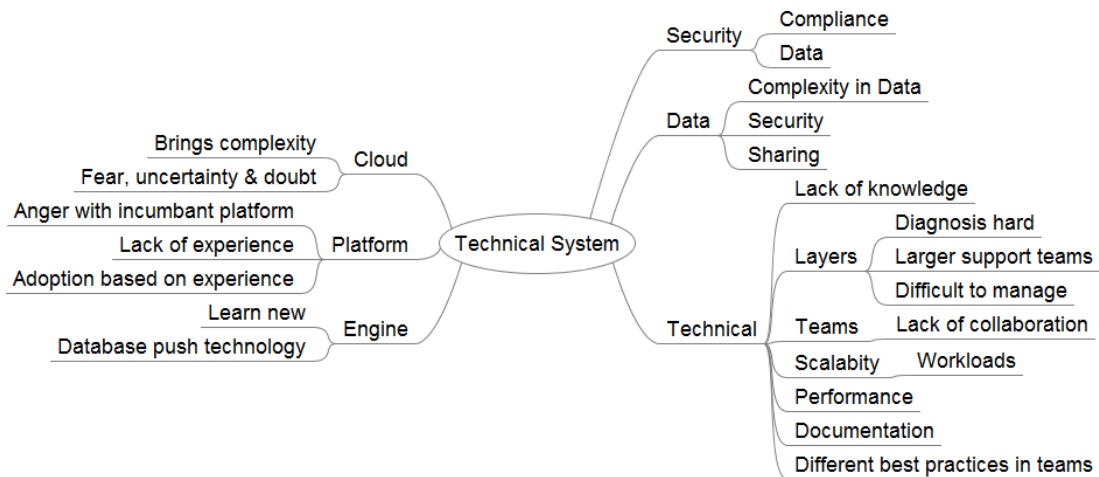 Technical System
Cloud
Brings complexity
Fear, uncertainty & doubt
Platform
Anger with incumbant platform
Lack of experience
Adoption based on experience
Engine
Learn new
Database push technology
Security
Compliance
Data
Data
Complexity in Data
Security
Sharing
Technical
Lack of knowledge
Layers
Diagnosis hard
Larger support teams
Difficult to manage
Teams
Lack of collaboration
Scalabity
Workloads
Performance
Documentation
Different best practices in teams